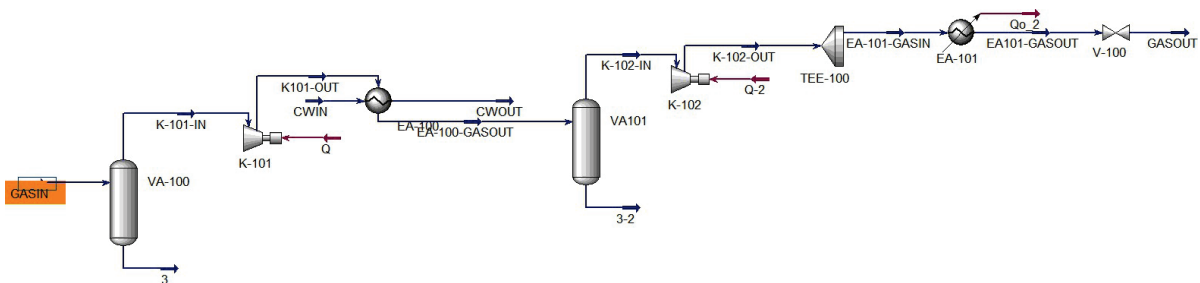 GASIN
VA-100
3
K-101-IN
K-101
Q
K101-OUT
CWIN
EA-100
CWOUT
EA-100-GASOUT
VA101
3-2
K-102-IN
K-102
Q-2
K-102-OUT
TEE-100
EA-101-GASIN
EA-101
Qo_2
EA101-GASOUT
V-100
GASOUT